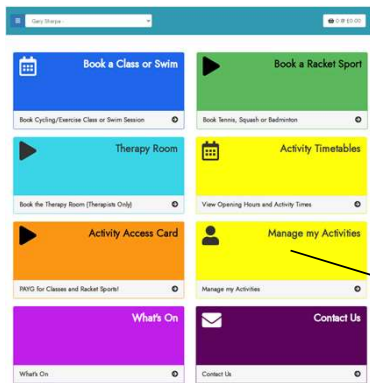 Gary Sharpe
0 @ £0.00
Book a Class or Swim
Book Cycling/Exercise Class or Swim Session
Book a Racket Sport
Book Tennis, Squash or Badminton
Therapy Room
Book the Therapy Room (Therapists Only)
Activity Timetables
View Opening Hours and Activity Times
Activity Access Card
PAYG for Classes and Racket Sports!
Manage my Activities
Manage my Activities
What's On
What's On
Contact Us
Contact Us